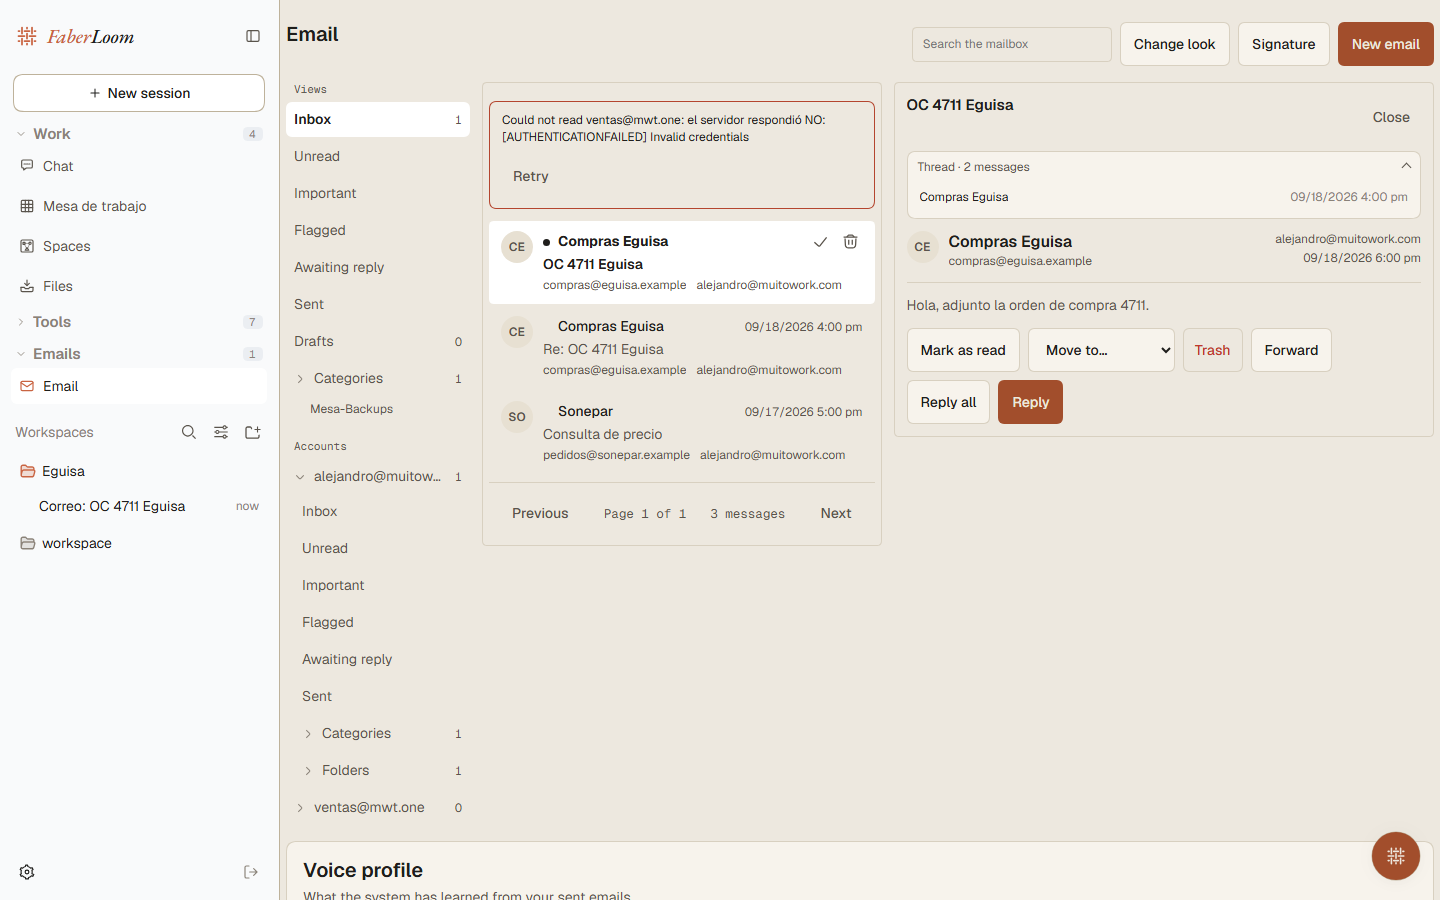 FaberLoom
+ New session
Work 4
Chat
Mesa de trabajo
Spaces
Files
Tools 7
Emails 1
Email
Workspaces
Eguisa
Correo: OC 4711 Eguisa now
workspace
Email
Search the mailbox
Change look
Signature
New email
Views
Inbox 1
Unread
Important
Flagged
Awaiting reply
Sent
Drafts 0
Categories 1
Mesa-Backups
Accounts
alejandro@muitow... 1
Inbox
Unread
Important
Flagged
Awaiting reply
Sent
Categories 1
Folders 1
ventas@mwt.one 0
Could not read ventas@mwt.one: el servidor respondió NO:
[AUTHENTICATIONFAILED] Invalid credentials
Retry
CE Compras Eguisa
OC 4711 Eguisa
compras@eguisa.example alejandro@muitowork.com
CE Compras Eguisa 09/18/2026 4:00 pm
Re: OC 4711 Eguisa
compras@eguisa.example alejandro@muitowork.com
SO Sonepar 09/17/2026 5:00 pm
Consulta de precio
pedidos@sonepar.example alejandro@muitowork.com
Previous Page 1 of 1 3 messages Next
OC 4711 Eguisa
Close
Thread · 2 messages
Compras Eguisa 09/18/2026 4:00 pm
CE Compras Eguisa alejandro@muitowork.com
compras@eguisa.example 09/18/2026 6:00 pm
Hola, adjunto la orden de compra 4711.
Mark as read Move to... Trash Forward
Reply all Reply
Voice profile
What the system has learned from your sent emails